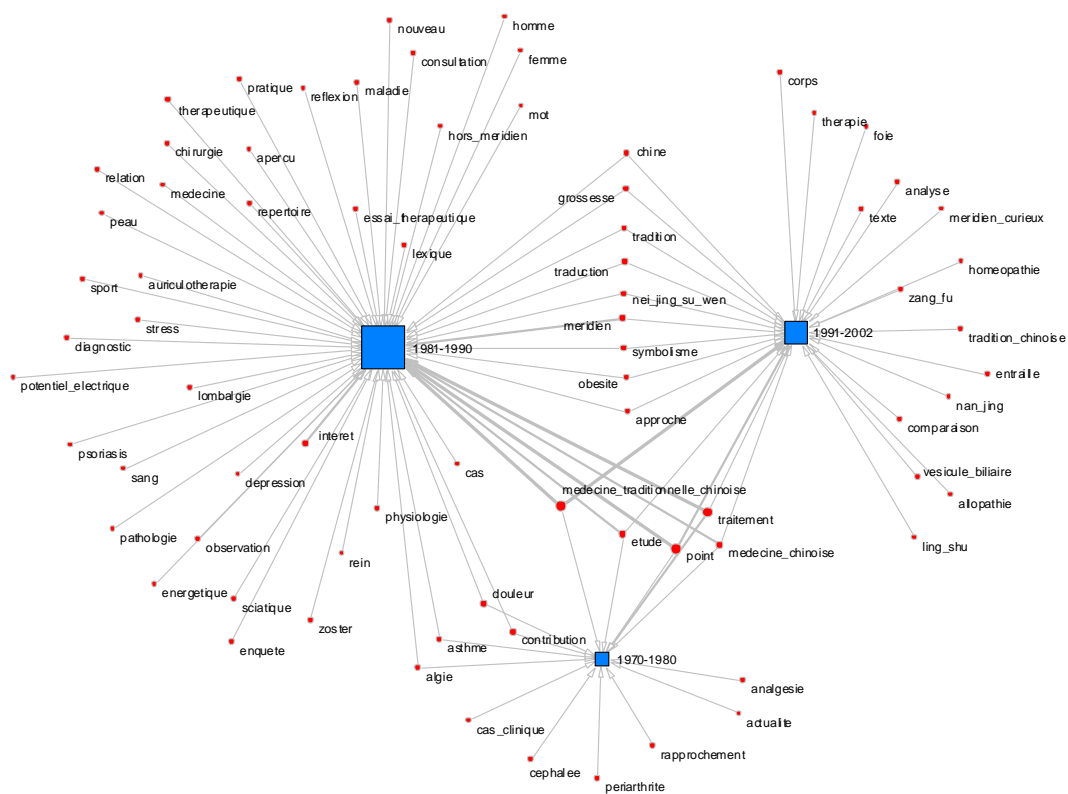 nouveau
homme
consultation
femme
pratique
reflexion
maladie
therapeutique
mot
hors_meridien
corps
therapie
foie
chirurgie
apercu
chine
relation
medecine
grossesse
analyse
peau
repertoire
essai_therapeutique
texte
meridien_curieux
lexique
tradition
sport
auriculotherapie
traduction
homeopathie
nei_jing_su_wen
zang_fu
stress
meridien
1991-2002
tradition_chinoise
diagnostic
1981-1990
symbolisme
potentiel_electrique
lombalgie
obesite
entraille
nan_jing
approche
comparaison
interet
psoriasis
sang
depression
cas
vesicule_biliaire
medecine_traditionnelle_chinoise
allopathie
physiologie
traitement
pathologie
observation
etude
point
medecine_chinoise
ling_shu
rein
energetique
sciatique
douleur
zoster
contribution
enquete
asthme
1970-1980
algie
analgesie
actualite
cas_clinique
rapprochement
cephalee
periarthrite